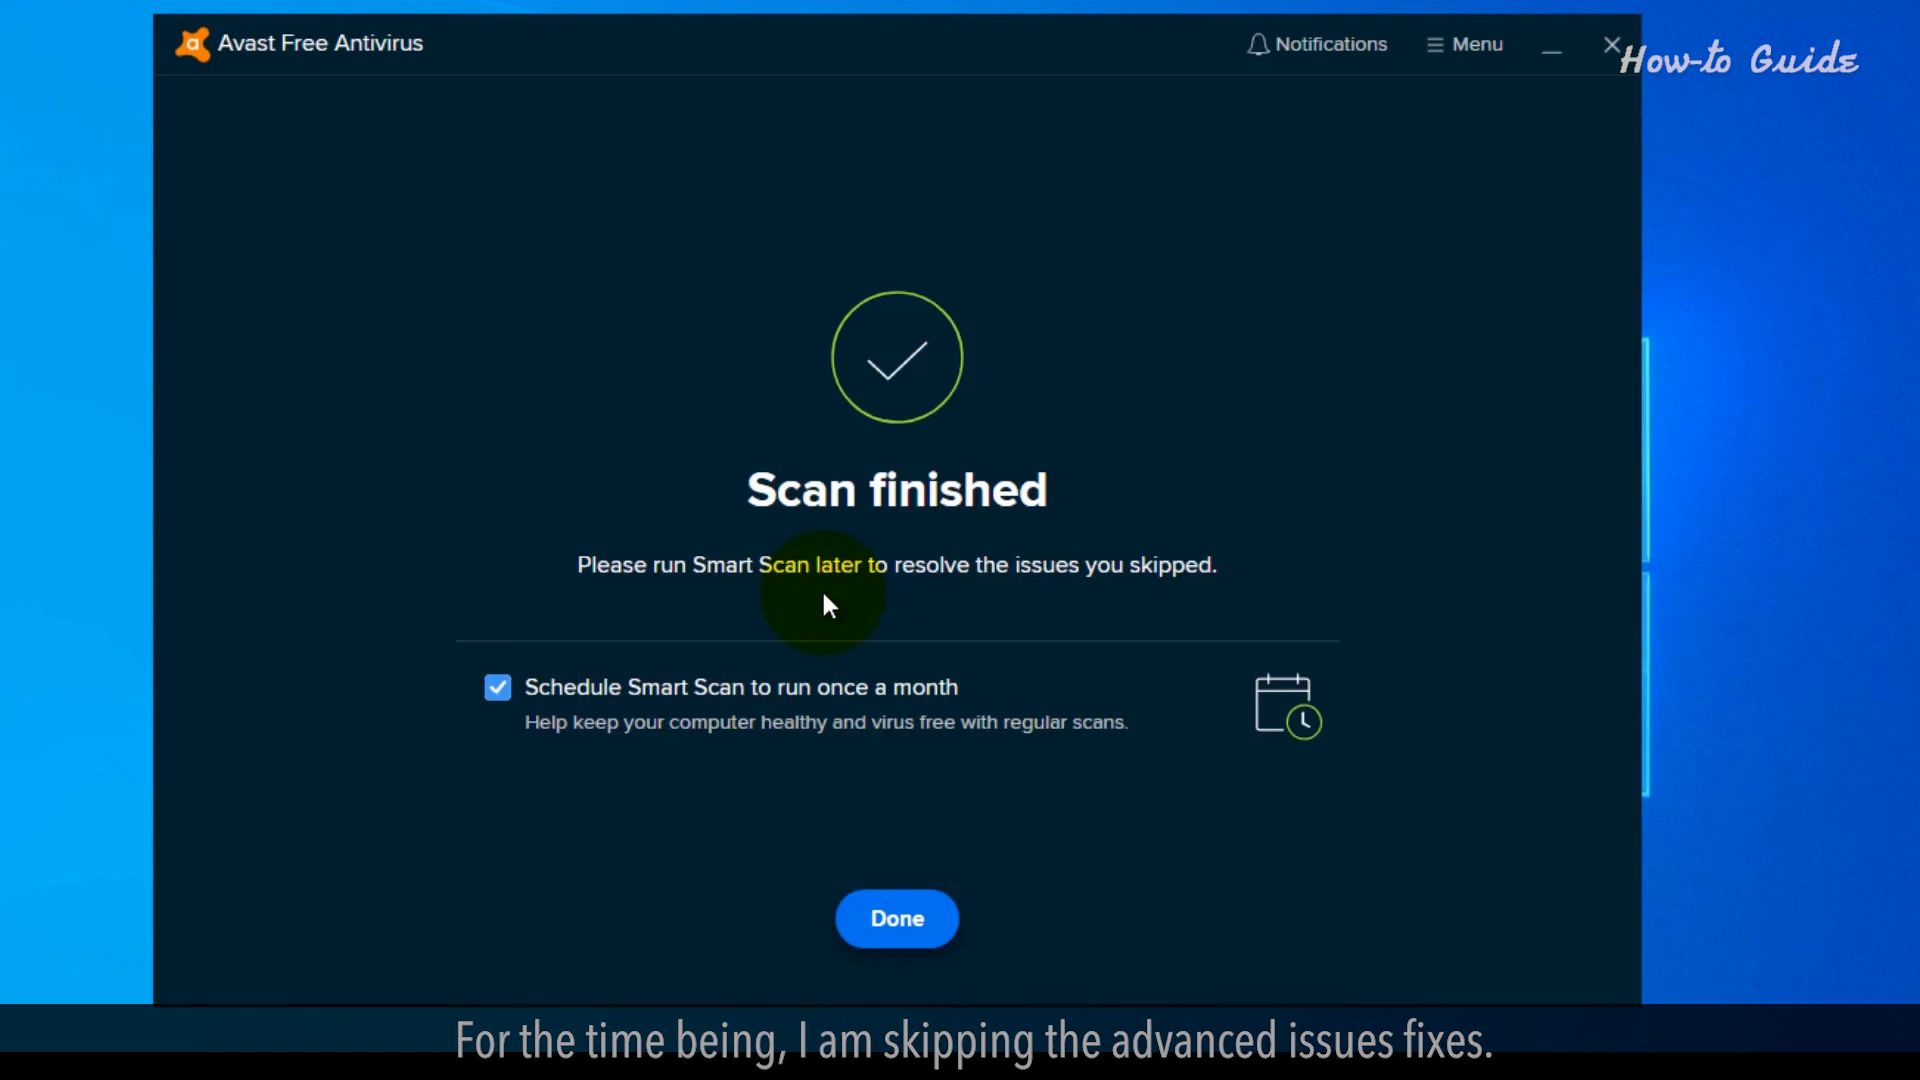 Avast Free Antivirus
Notifications
Menu
How-to Guide
Scan finished
Please run Smart Scan later to resolve the issues you skipped.
Schedule Smart Scan to run once a month
Help keep your computer healthy and virus free with regular scans.
Done
For the time being, I am skipping the advanced issues fixes.